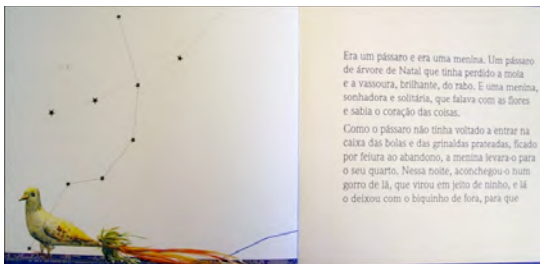 Era um pássaro e era uma menina. Um pássaro
de árvore de Natal que tinha perdido a mola
e a vassoura, brilhante, do rabo. E uma menina,
sonhadora e solitária, que falava com as flores
e sabia o coração das coisas.
Como o pássaro não tinha voltado a entrar na
caixa das bolas e das grinaldas prateadas, ficado
por feiura ao abandono, a menina levara-o para
o seu quarto. Nessa noite, aconchegou-o num
gorro de lã, que virou em jeito de ninho, e lá
o deixou com o biquinho de fora, para que